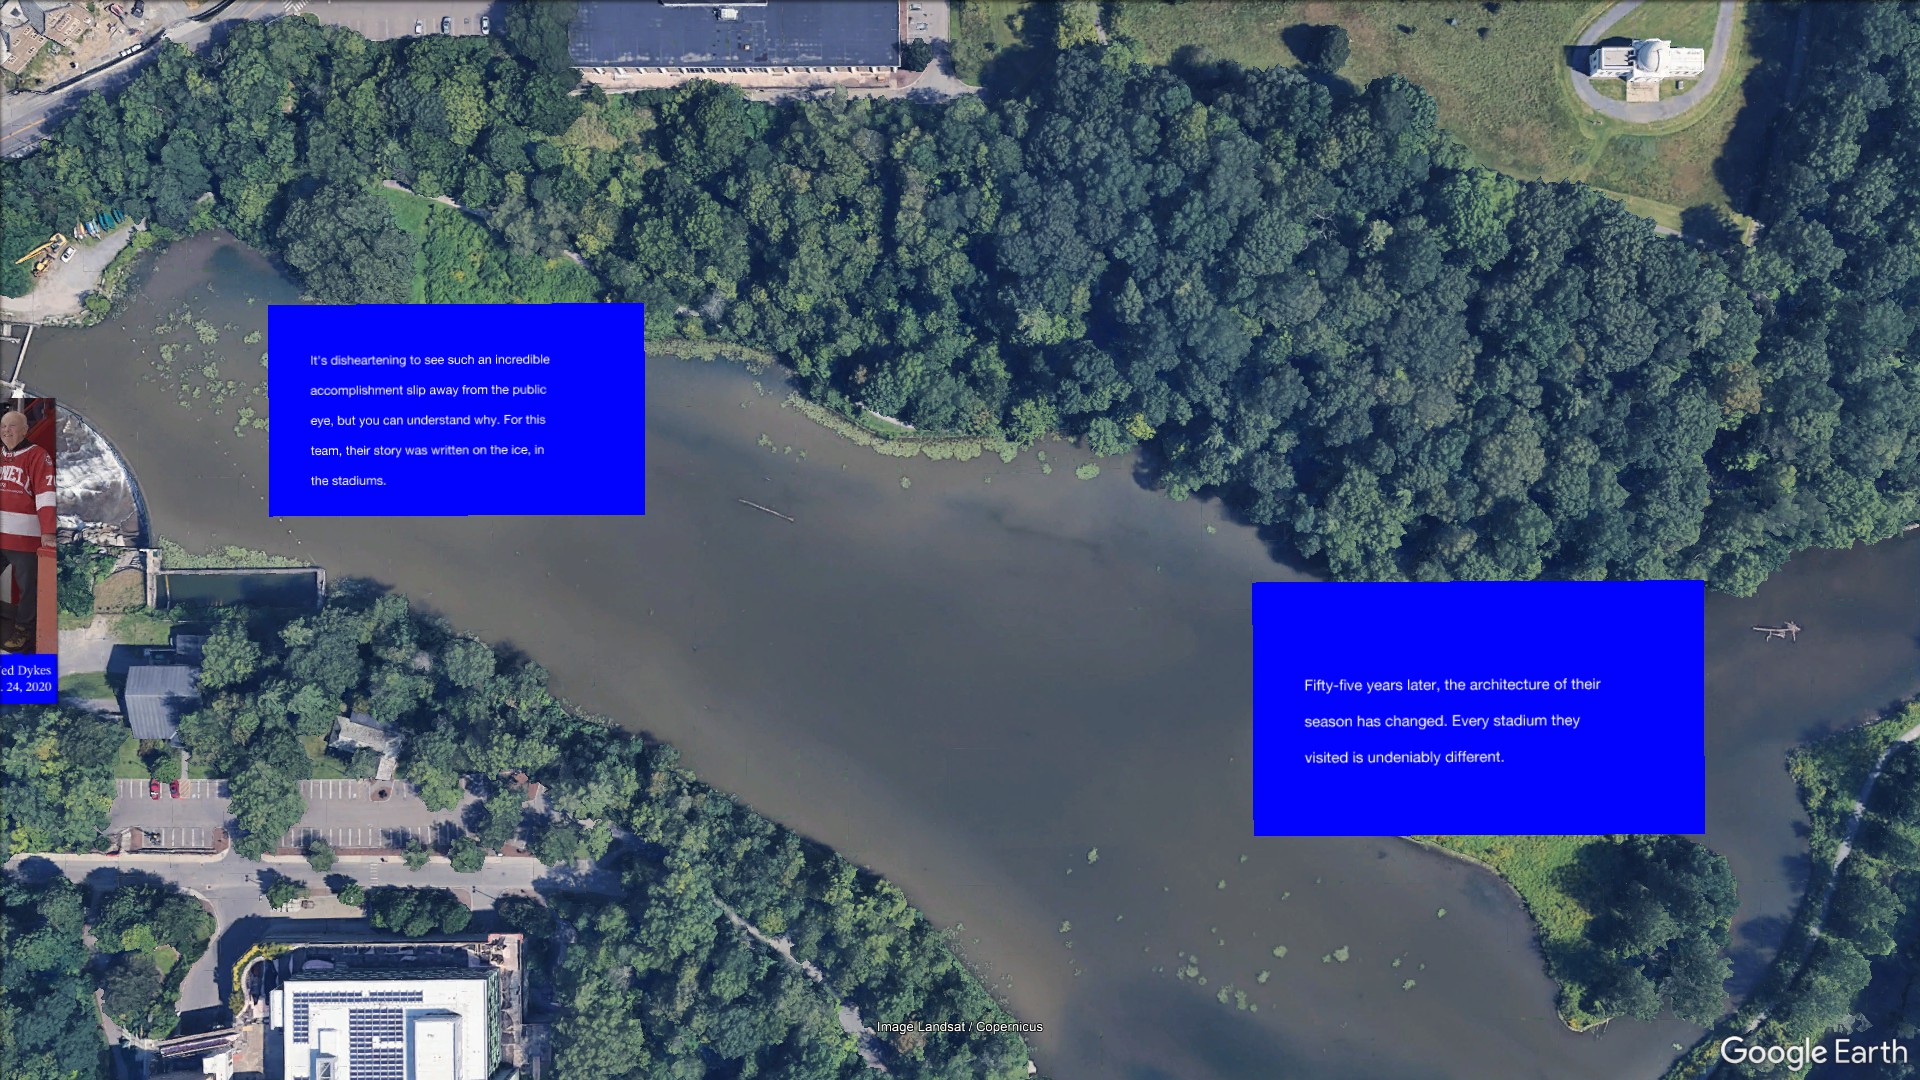 It's disheartening to see such an incredible
accomplishment slip away from the public
eye, but you can understand why. For this
team, their story was written on the ice, in
the stadiums.
Fifty-five years later, the architecture of their
season has changed. Every stadium they
visited is undeniably different.
Dykes
24, 2020
Image Landsat / Copernicus
Google Earth